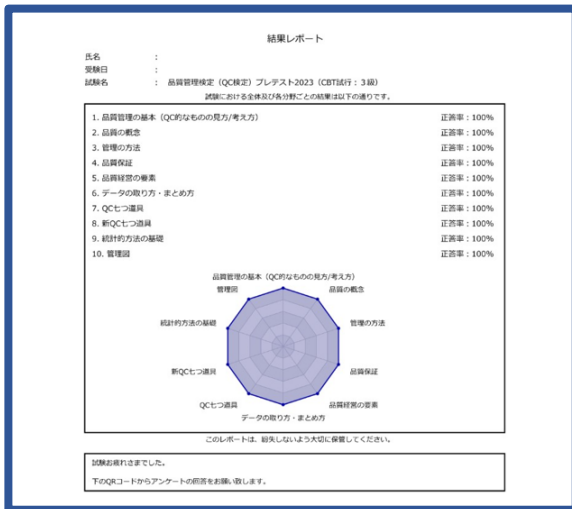 結果レポート
氏名 :
受験日 :
試験名 : 品質管理検定（QC検定）プレテスト2023（CBT試行：3級）
試験における全体及び各分野ごとの結果は以下の通りです。
1. 品質管理の基本（QC的なものの見方/考え方） 正答率：100%
2. 品質の概念 正答率：100%
3. 管理の方法 正答率：100%
4. 品質保証 正答率：100%
5. 品質経営の要素 正答率：100%
6. データの取り方・まとめ方 正答率：100%
7. QC七つ道具 正答率：100%
8. 新QC七つ道具 正答率：100%
9. 統計的方法の基礎 正答率：100%
10. 管理図 正答率：100%
品質管理の基本（QC的なものの見方/考え方）
管理図 品質の概念
統計的方法の基礎 管理の方法
新QC七つ道具 品質保証
QC七つ道具 品質経営の要素
データの取り方・まとめ方
このレポートは、紛失しないよう大切に保管してください。
試験お疲れさまでした。
下のQRコードからアンケートの回答をお願い致します。